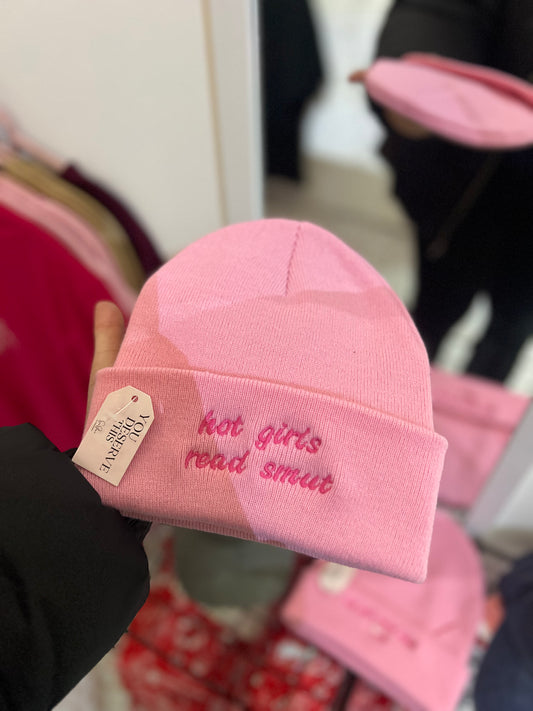 hot girls
read smut
YOU
DESERVE
THIS